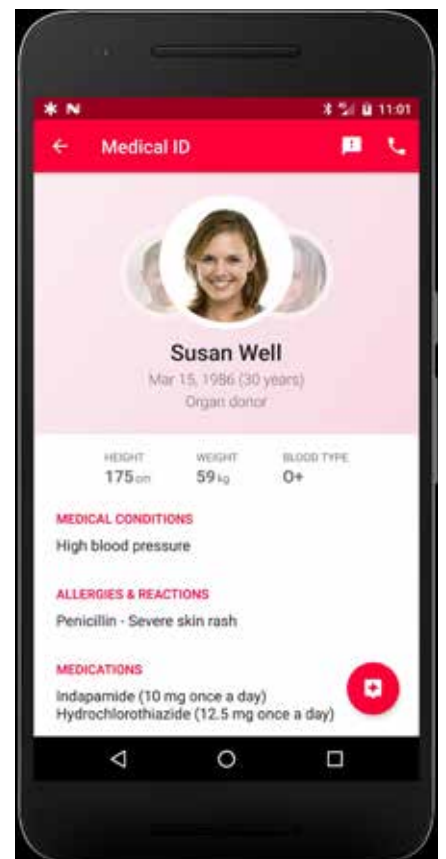 11:01
Medical ID
Susan Well
Mar 15, 1986 (30 years)
Organ donor
HEIGHT WEIGHT BLOOD TYPE
175 cm 59 kg O+
MEDICAL CONDITIONS
High blood pressure
ALLERGIES & REACTIONS
Penicillin - Severe skin rash
MEDICATIONS
Indapamide (10 mg once a day)
Hydrochlorothiazide (12.5 mg once a day)